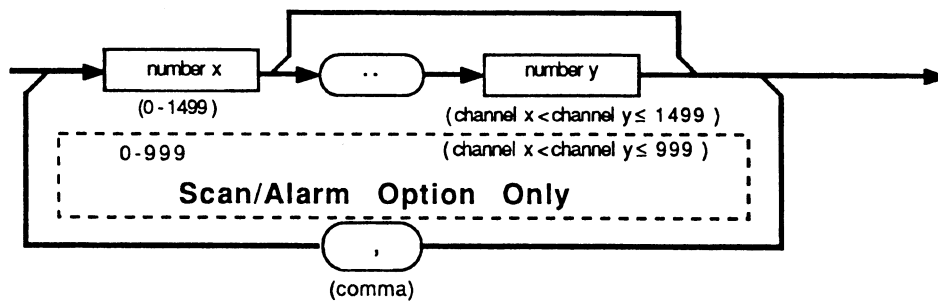 number x
..
number y
(0-1499)
(channel x<channel y≤ 1499 )
0-999
(channel x<channel y≤ 999 )
Scan/Alarm Option Only
,
(comma)